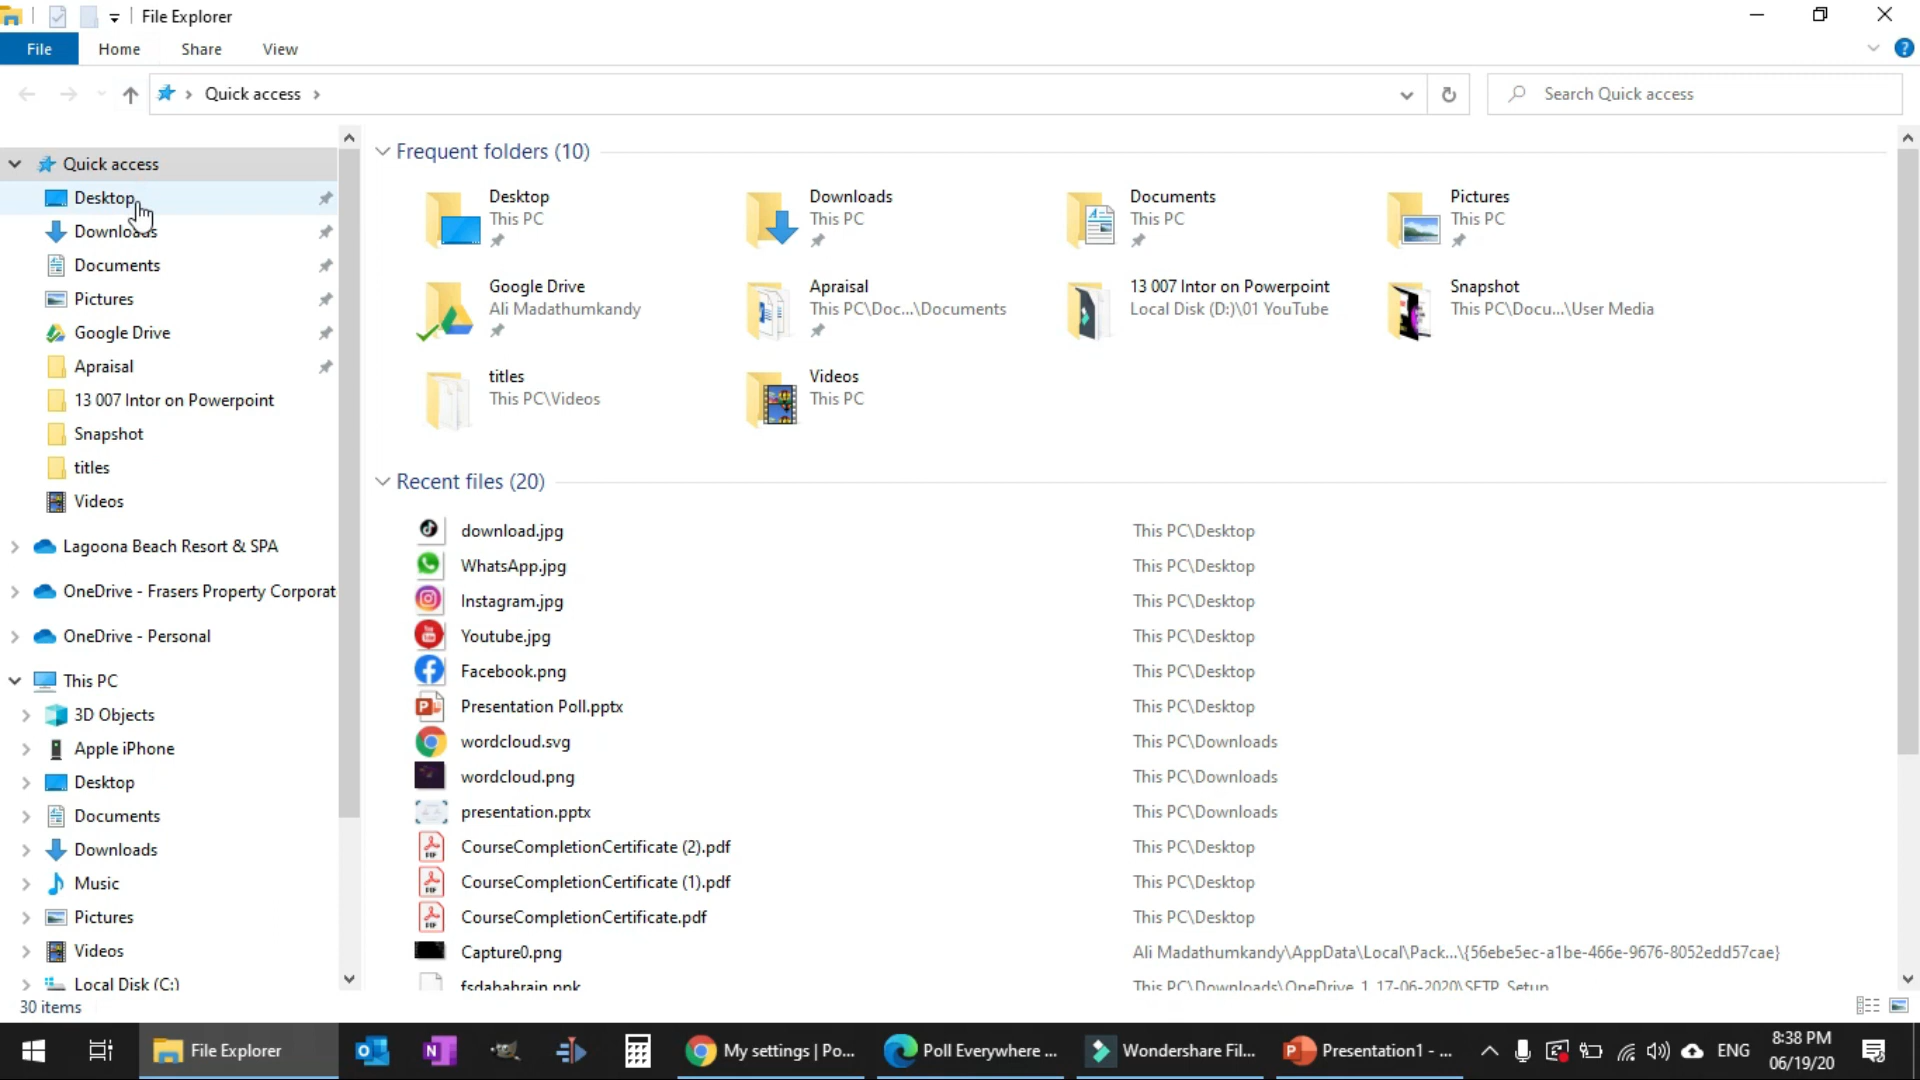 File Explorer
File Home Share View
Quick access
Search Quick access
Quick access
Desktop
Downloads
Documents
Pictures
Google Drive
Apraisal
13 007 Intor on Powerpoint
Snapshot
titles
Videos
Lagoona Beach Resort & SPA
OneDrive - Frasers Property Corporat
OneDrive - Personal
This PC
3D Objects
Apple iPhone
Desktop
Documents
Downloads
Music
Pictures
Videos
Local Disk (C:)
Frequent folders (10)
Desktop
This PC
Downloads
This PC
Documents
This PC
Pictures
This PC
Google Drive
Ali Madathumkandy
Apraisal
This PC\Doc...\Documents
13 007 Intor on Powerpoint
Local Disk (D:)\01 YouTube
Snapshot
This PC\Docu...\User Media
titles
This PC\Videos
Videos
This PC
Recent files (20)
download.jpg This PC\Desktop
WhatsApp.jpg This PC\Desktop
Instagram.jpg This PC\Desktop
Youtube.jpg This PC\Desktop
Facebook.png This PC\Desktop
Presentation Poll.pptx This PC\Desktop
wordcloud.svg This PC\Downloads
wordcloud.png This PC\Downloads
presentation.pptx This PC\Downloads
CourseCompletionCertificate (2).pdf This PC\Desktop
CourseCompletionCertificate (1).pdf This PC\Desktop
CourseCompletionCertificate.pdf This PC\Desktop
Capture0.png Ali Madathumkandy\AppData\Local\Pack...\{56ebe5ec-a1be-466e-9676-8052edd57cae}
This PC\Downloads\OneDrive_1_17-06-2020\SFTP_Setup
30 items
File Explorer
My settings | Po...
Poll Everywhere ...
Wondershare Fil...
Presentation1 - ...
ENG
8:38 PM
06/19/20